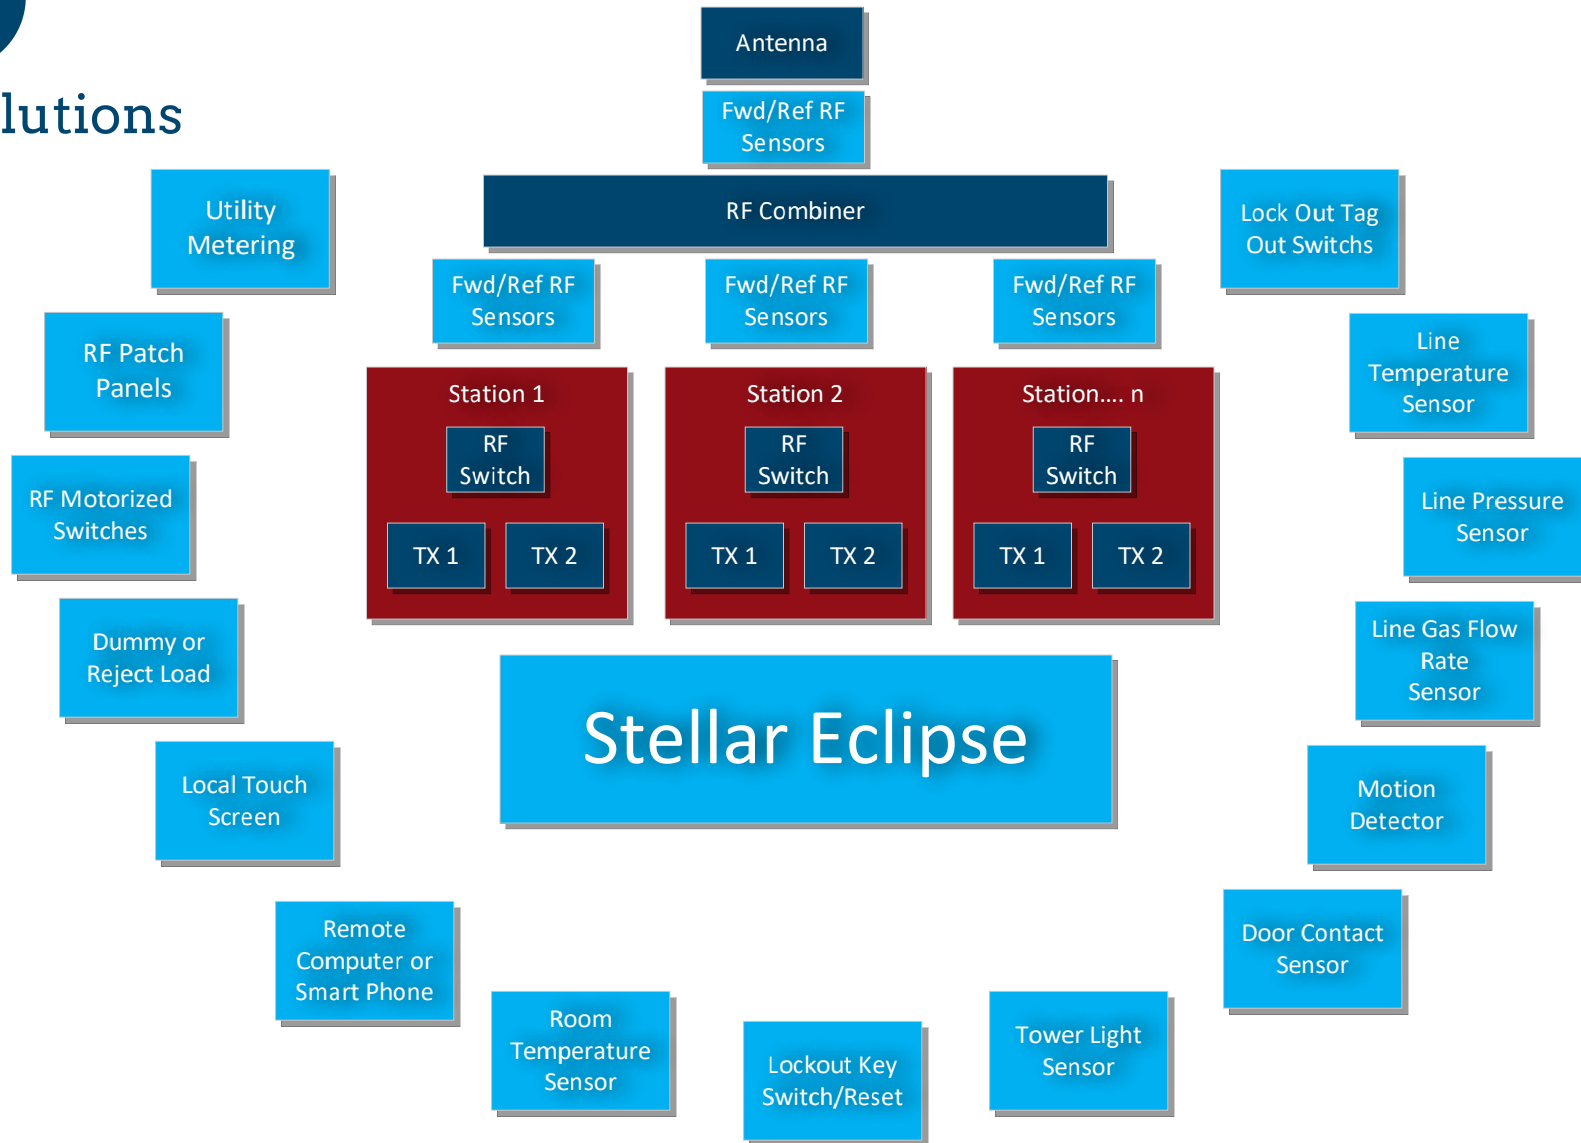 Antenna
Fwd/Ref RF
Sensors
lutions
RF Combiner
Utility
Metering
Lock Out Tag
Out Switchs
Fwd/Ref RF
Sensors
Fwd/Ref RF
Sensors
Fwd/Ref RF
Sensors
RF Patch
Panels
Line
Temperature
Sensor
Station 1
RF
Switch
TX 1
TX 2
Station 2
RF
Switch
TX 1
TX 2
Station.... n
RF
Switch
TX 1
TX 2
RF Motorized
Switches
Line Pressure
Sensor
Dummy or
Reject Load
Line Gas Flow
Rate
Sensor
Stellar Eclipse
Local Touch
Screen
Motion
Detector
Remote
Computer or
Smart Phone
Door Contact
Sensor
Room
Temperature
Sensor
Lockout Key
Switch/Reset
Tower Light
Sensor